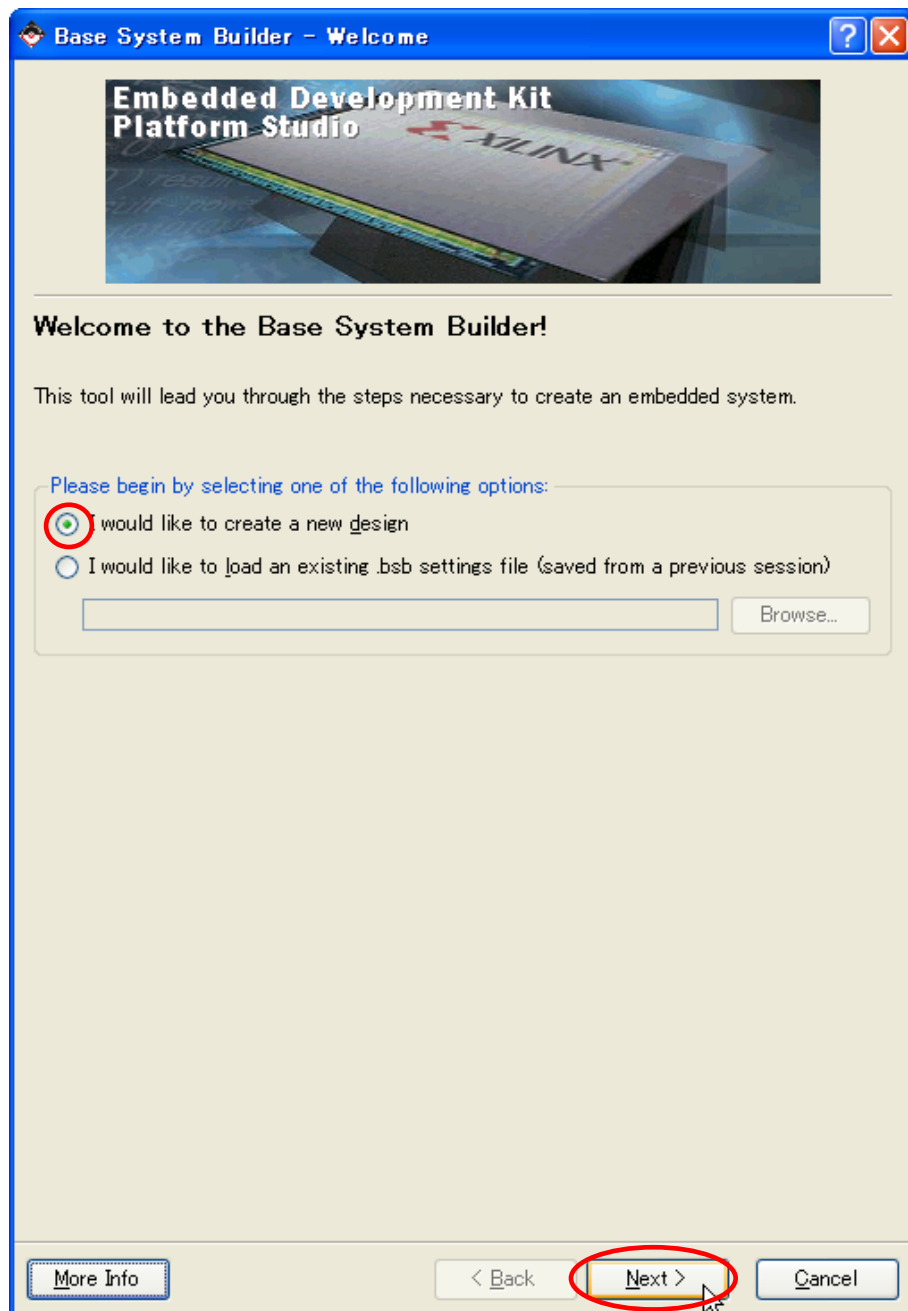 Base System Builder - Welcome
Embedded Development Kit
Platform Studio
XILINX
Welcome to the Base System Builder!
This tool will lead you through the steps necessary to create an embedded system.
Please begin by selecting one of the following options:
I would like to create a new design
I would like to load an existing .bsb settings file (saved from a previous session)
Browse...
More Info
< Back
Next >
Cancel